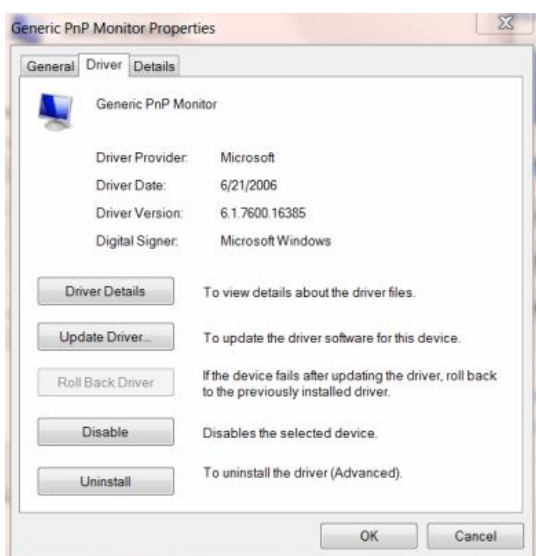 Generic PnP Monitor Properties
General Driver Details
Generic PnP Monitor
Driver Provider: Microsoft
Driver Date: 6/21/2006
Driver Version: 6.1.7600.16385
Digital Signer: Microsoft Windows
Driver Details To view details about the driver files.
Update Driver... To update the driver software for this device.
Roll Back Driver If the device fails after updating the driver, roll back
to the previously installed driver.
Disable Disables the selected device.
Uninstall To uninstall the driver (Advanced).
OK Cancel